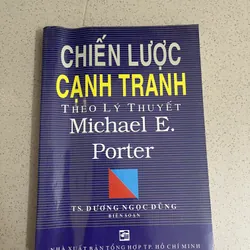 CHIẾN LƯỢC
CẠNH TRANH
THEO LÝ THUYẾT
Michael E.
Porter
TS. DƯƠNG NGỌC DŨNG
BIÊN SOẠN
NHÀ XUẤT BẢN TỔNG HỢP TP. HỒ CHÍ MINH